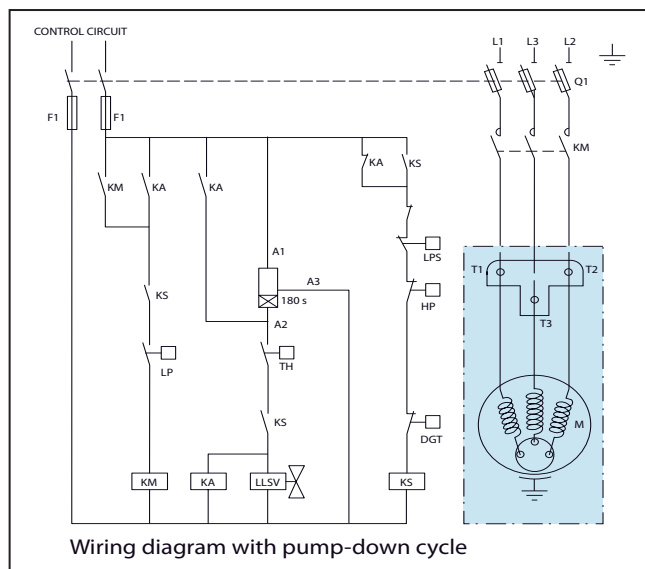 CONTROL CIRCUIT
L1 L3 L2
Q1
F1 F1
KM
KA KS
KM KA KA
LPS
A1
T1 T2
A3
KS
180 s
HP
T3
A2
LP
TH
KS
M
DGT
KM KA LLSV KS
Wiring diagram with pump-down cycle